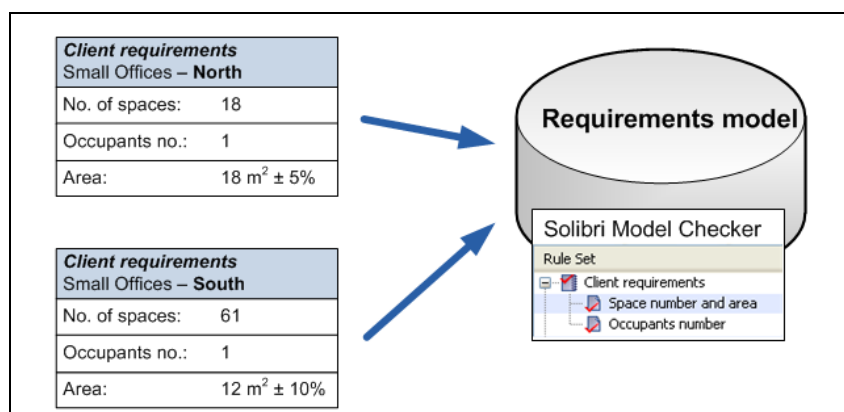 Client requirements
Small Offices – North
No. of spaces: 18
Occupants no.: 1
Area: 18 m² ± 5%
Client requirements
Small Offices – South
No. of spaces: 61
Occupants no.: 1
Area: 12 m² ± 10%
Requirements model
Solibri Model Checker
Rule Set
Client requirements
Space number and area
Occupants number